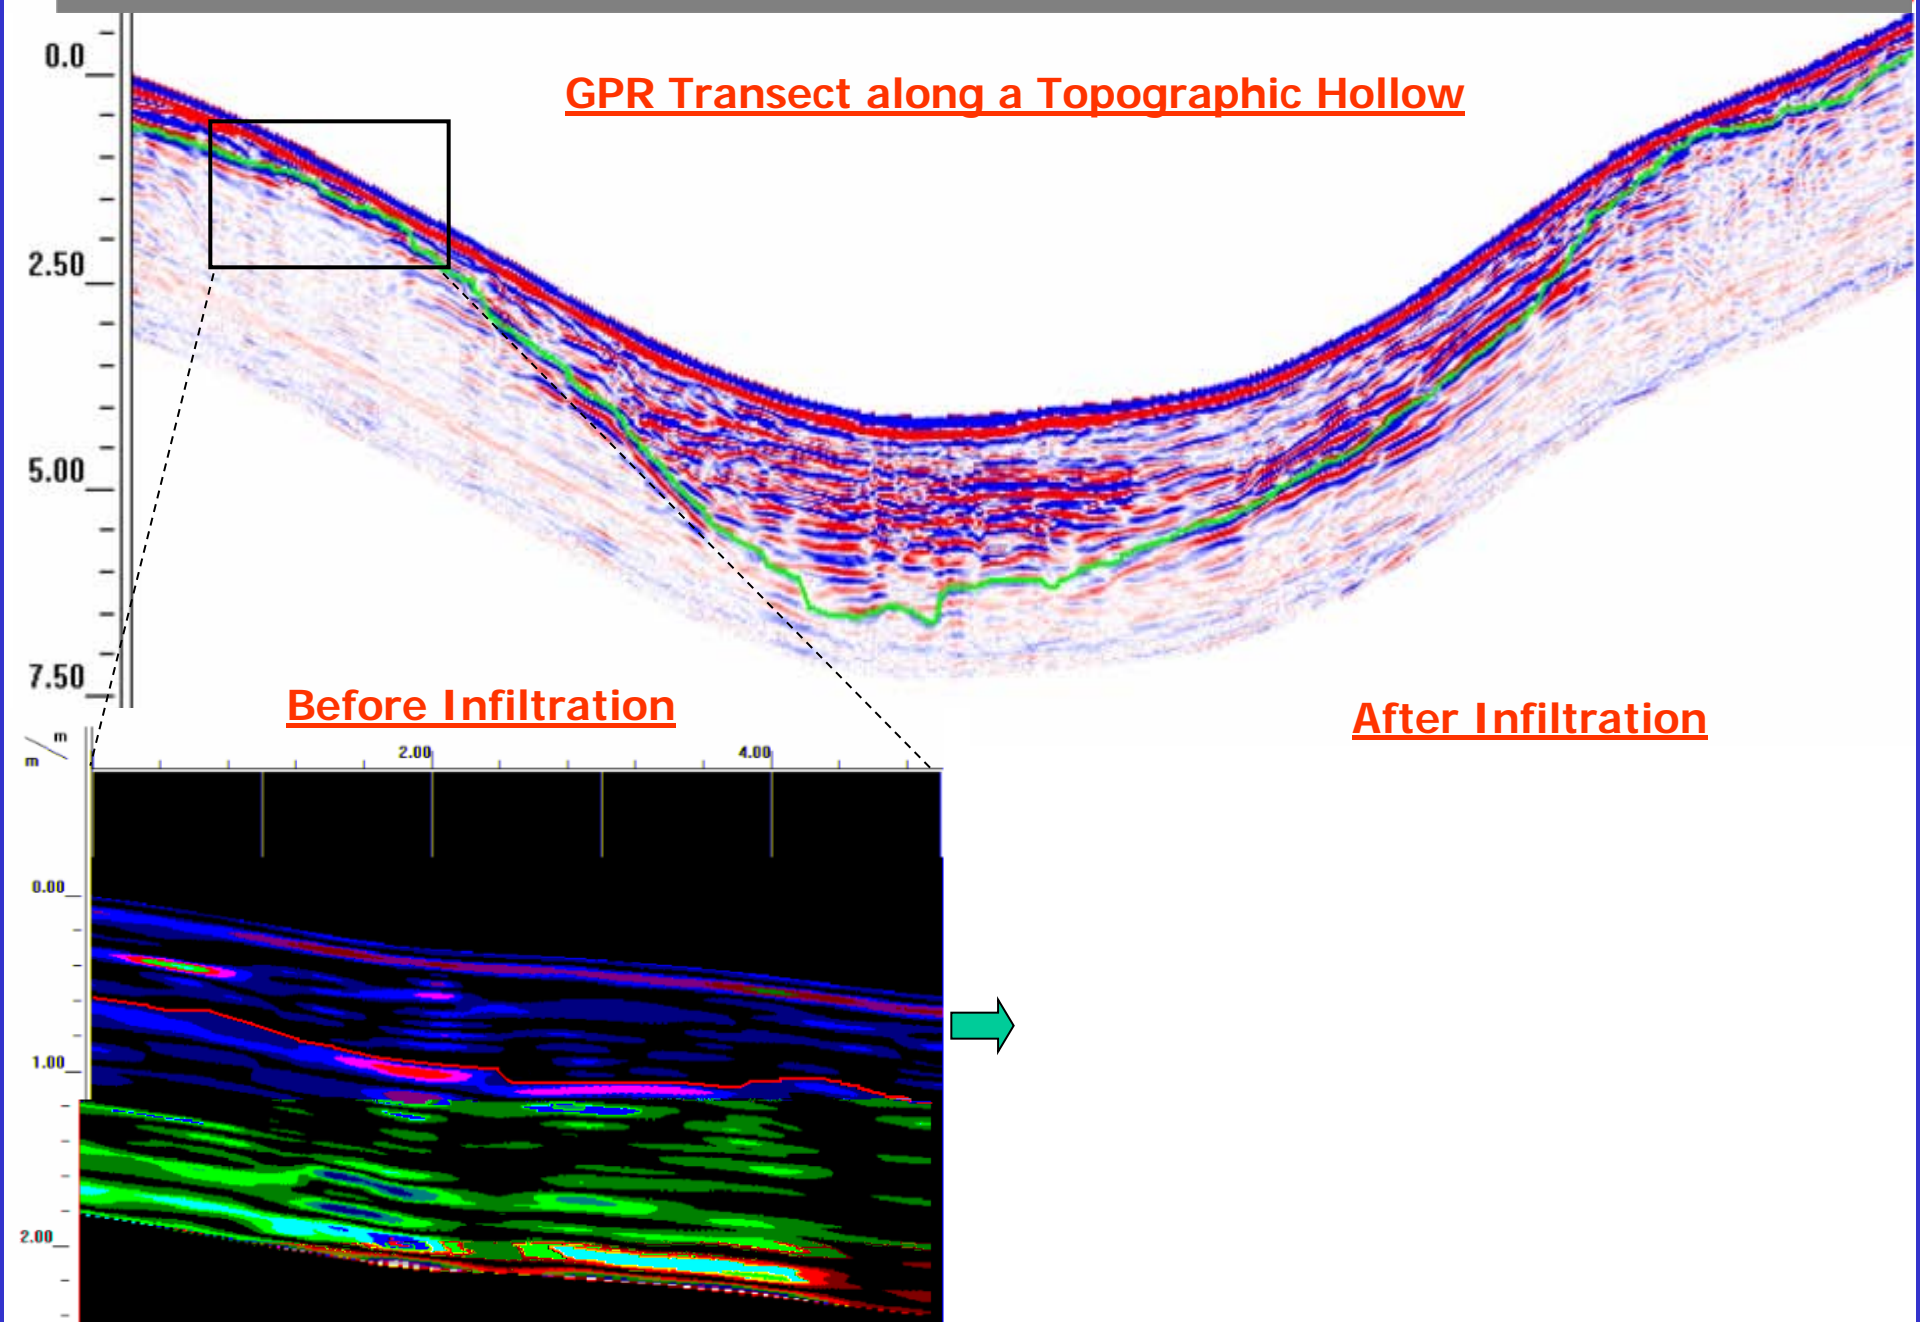 0.0
GPR Transect along a Topographic Hollow
2.50
5.00
7.50
Before Infiltration
After Infiltration
m
m
2.00
4.00
0.00
1.00
2.00